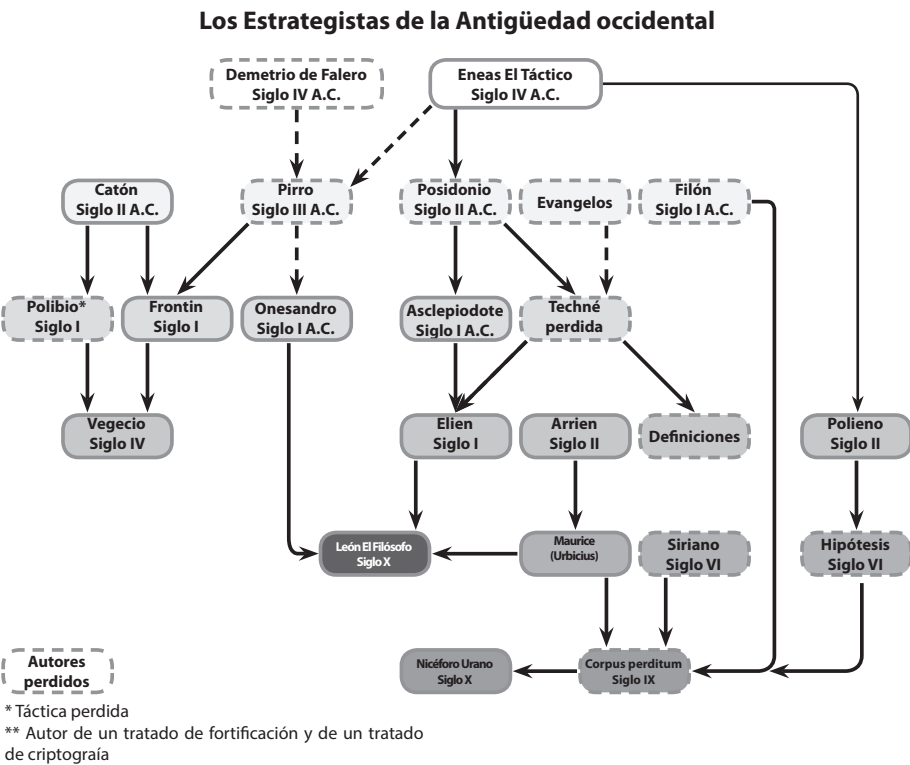 Los Estrategistas de la Antigüedad occidental
Demetrio de Falero
Siglo IV A.C.
Eneas El Táctico
Siglo IV A.C.
Catón
Siglo II A.C.
Pirro
Siglo III A.C.
Posidonio
Siglo II A.C.
Evangelos
Filón
Siglo I A.C.
Polibio*
Siglo I
Frontin
Siglo I
Onesandro
Siglo I A.C.
Asclepiodote
Siglo I A.C.
Techné
perdida
Vegecio
Siglo IV
Elien
Siglo I
Arrien
Siglo II
Definiciones
Polieno
Siglo II
León El Filósofo
Siglo X
Maurice
(Urbicius)
Siriano
Siglo VI
Hipótesis
Siglo VI
Nicéforo Urano
Siglo X
Corpus perditum
Siglo IX
Autores
perdidos
* Táctica perdida
** Autor de un tratado de fortificación y de un tratado
de criptograía